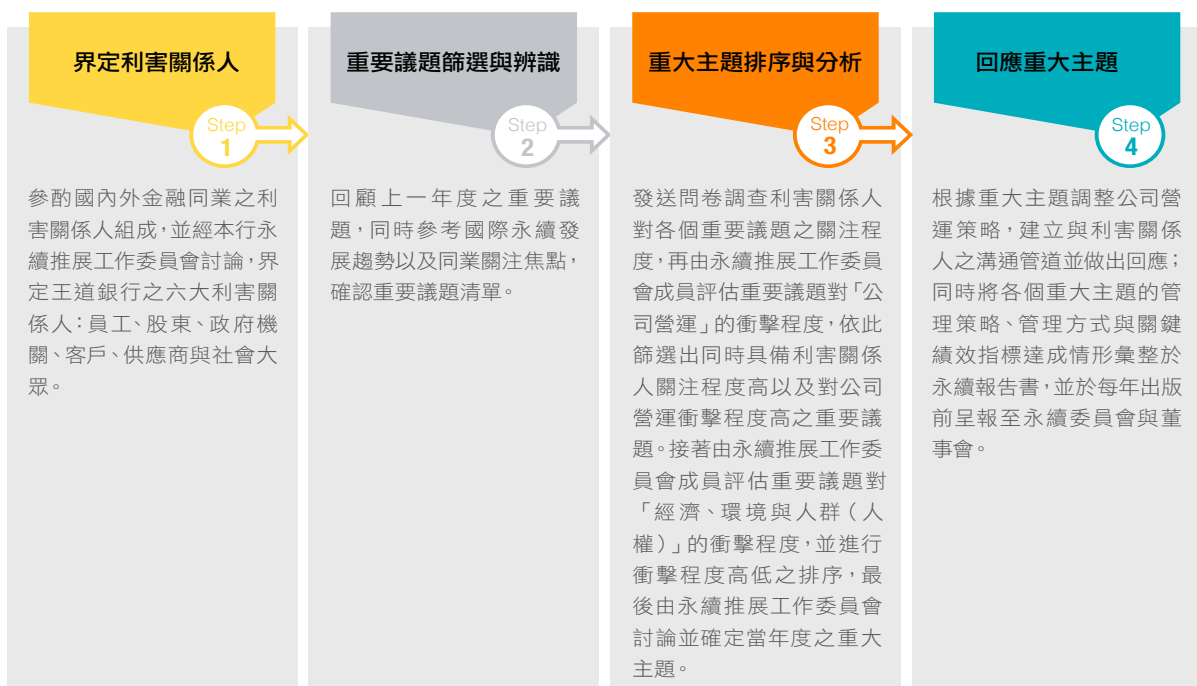 界定利害關係人
Step
1
參酌國內外金融同業之利
害關係人組成，並經本行永
續推展工作委員會討論，界
定王道銀行之六大利害關
係人：員工、股東、政府機
關、客戶、供應商與社會大
眾。
重要議題篩選與辨識
Step
2
回顧上一年度之重要議
題，同時參考國際永續發
展趨勢以及同業關注焦點，
確認重要議題清單。
重大主題排序與分析
Step
3
發送問卷調查利害關係人
對各個重要議題之關注程
度，再由永續推展工作委員
會成員評估重要議題對「公
司營運」的衝擊程度，依此
篩選出同時具備利害關係
人關注程度高以及對公司
營運衝擊程度高之重要議
題。接著由永續推展工作委
員會成員評估重要議題對
「經濟、環境與人群（人
權）」的衝擊程度，並進行
衝擊程度高低之排序，最
後由永續推展工作委員會
討論並確定當年度之重大
主題。
回應重大主題
Step
4
根據重大主題調整公司營
運策略，建立與利害關係
人之溝通管道並做出回應；
同時將各個重大主題的管
理策略、管理方式與關鍵
績效指標達成情形彙整於
永續報告書，並於每年出版
前呈報至永續委員會與董
事會。